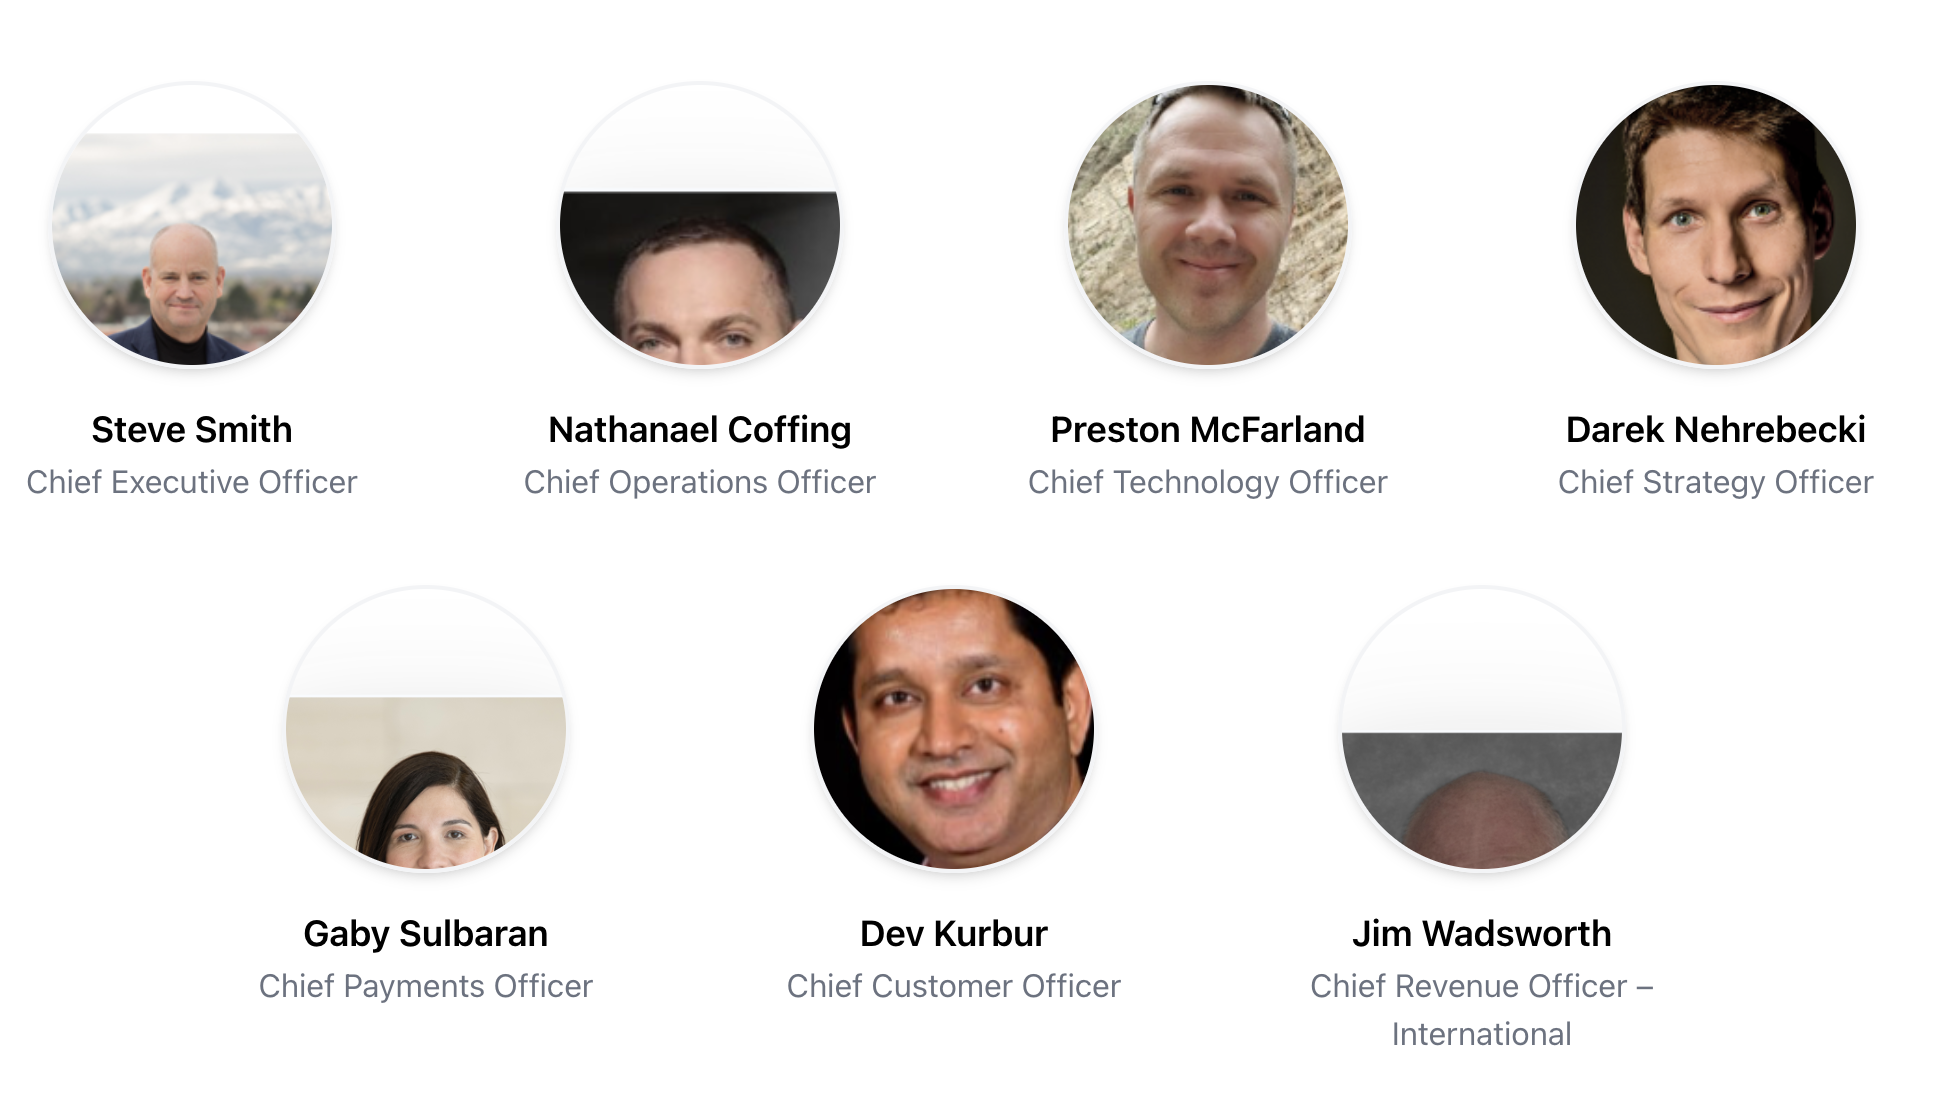 Steve Smith
Chief Executive Officer
Nathanael Coffing
Chief Operations Officer
Preston McFarland
Chief Technology Officer
Darek Nehrebecki
Chief Strategy Officer
Gaby Sulbaran
Chief Payments Officer
Dev Kurbur
Chief Customer Officer
Jim Wadsworth
Chief Revenue Officer –
International